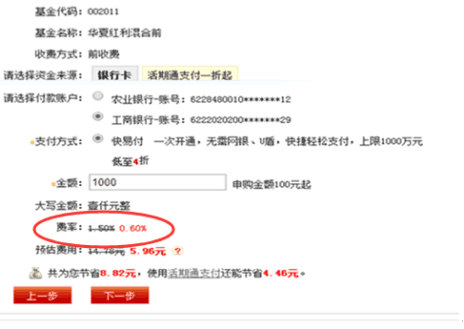 基金代码： 002011
基金名称： 华夏红利混合前
收费方式： 前收费
请选择资金来源： 银行卡 活期通支付一折起
请选择付款账户： 农业银行-账号：6228480010*******12
工商银行-账号：6222020200*******29
*支付方式： 快易付 一次开通，无需网银、U盾，快捷轻松支付，上限1000万元
低至4折
*金额： 1000 申购金额100元起
大写金额： 壹仟元整
费率： 1.50% 0.60%
预估费用： 14.78元 5.96元 ?
共为您节省8.82元，使用活期通支付还能节省4.46元。
上一步 下一步